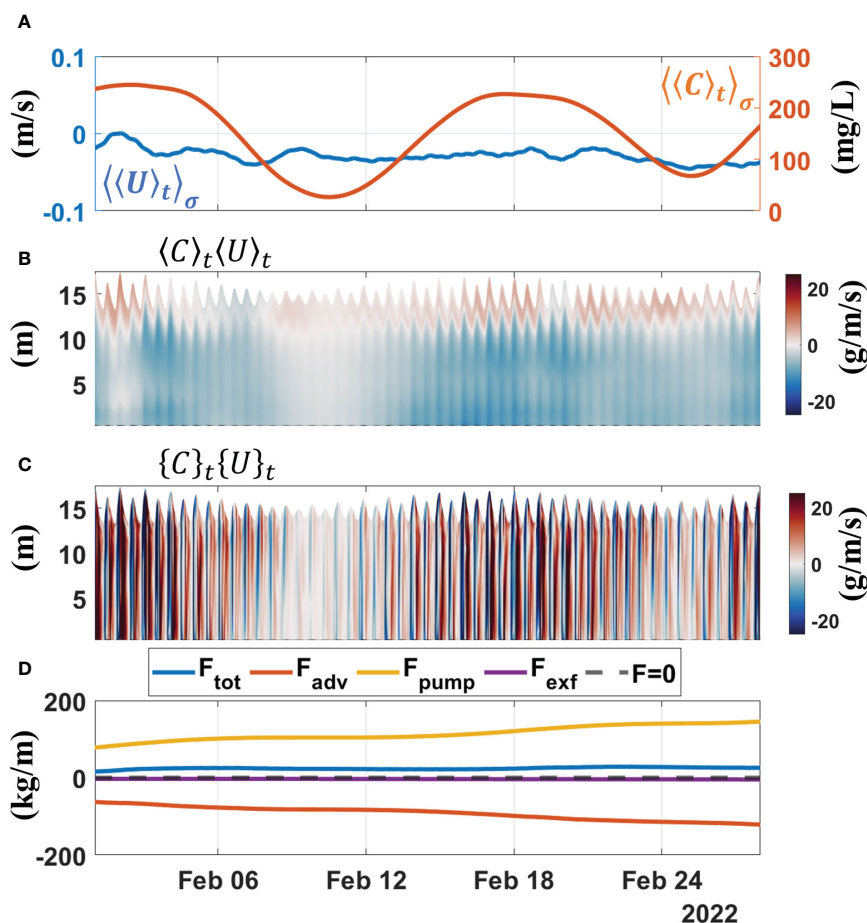 A
0.1
0
-0.1
(m/s)
⟨⟨U⟩t⟩σ
⟨⟨C⟩t⟩σ
300
200
100
0
(mg/L)
B
⟨C⟩t⟨U⟩t
15
10
5
(m)
20
0
-20
(g/m/s)
C
{C}t{U}t
15
10
5
(m)
20
0
-20
(g/m/s)
D
Ftot Fadv Fpump Fexf F=0
200
0
-200
(kg/m)
Feb 06 Feb 12 Feb 18 Feb 24
2022